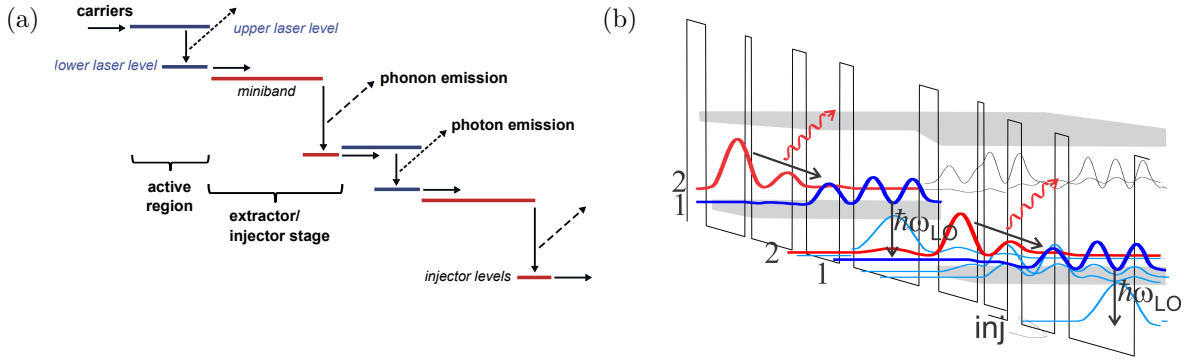 (a)
carriers
upper laser level
lower laser level
miniband
phonon emission
photon emission
active
region
extractor/
injector stage
injector levels
(b)
2
1
ħω_LO
2
1
ħω_LO
inj